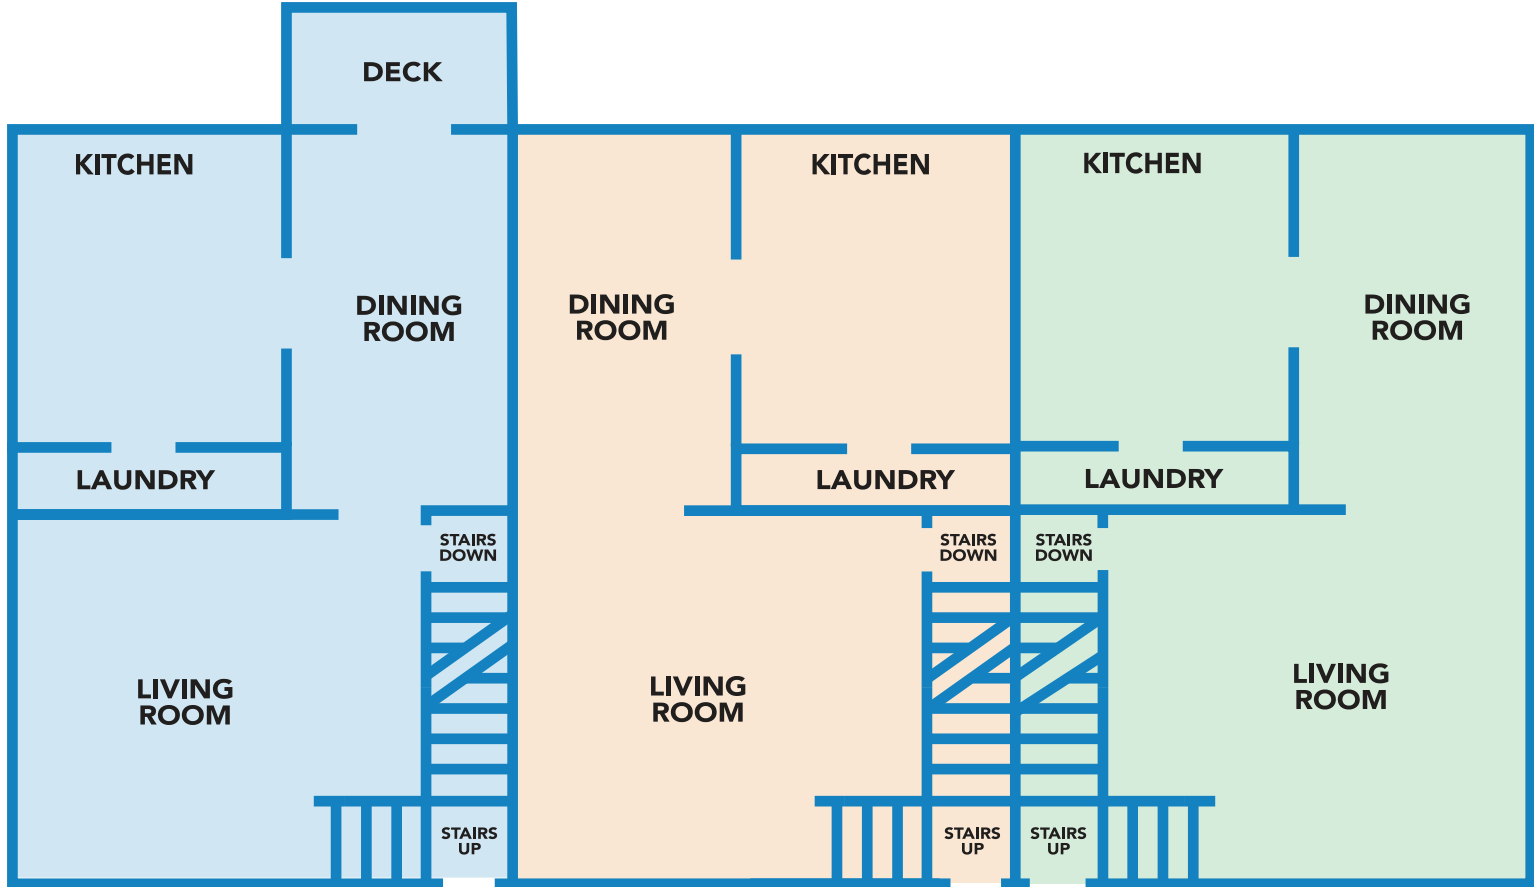 DECK
KITCHEN
KITCHEN
KITCHEN
DINING
ROOM
DINING
ROOM
DINING
ROOM
LAUNDRY
LAUNDRY
LAUNDRY
STAIRS
DOWN
STAIRS
DOWN
STAIRS
DOWN
LIVING
ROOM
LIVING
ROOM
LIVING
ROOM
STAIRS
UP
STAIRS
UP
STAIRS
UP